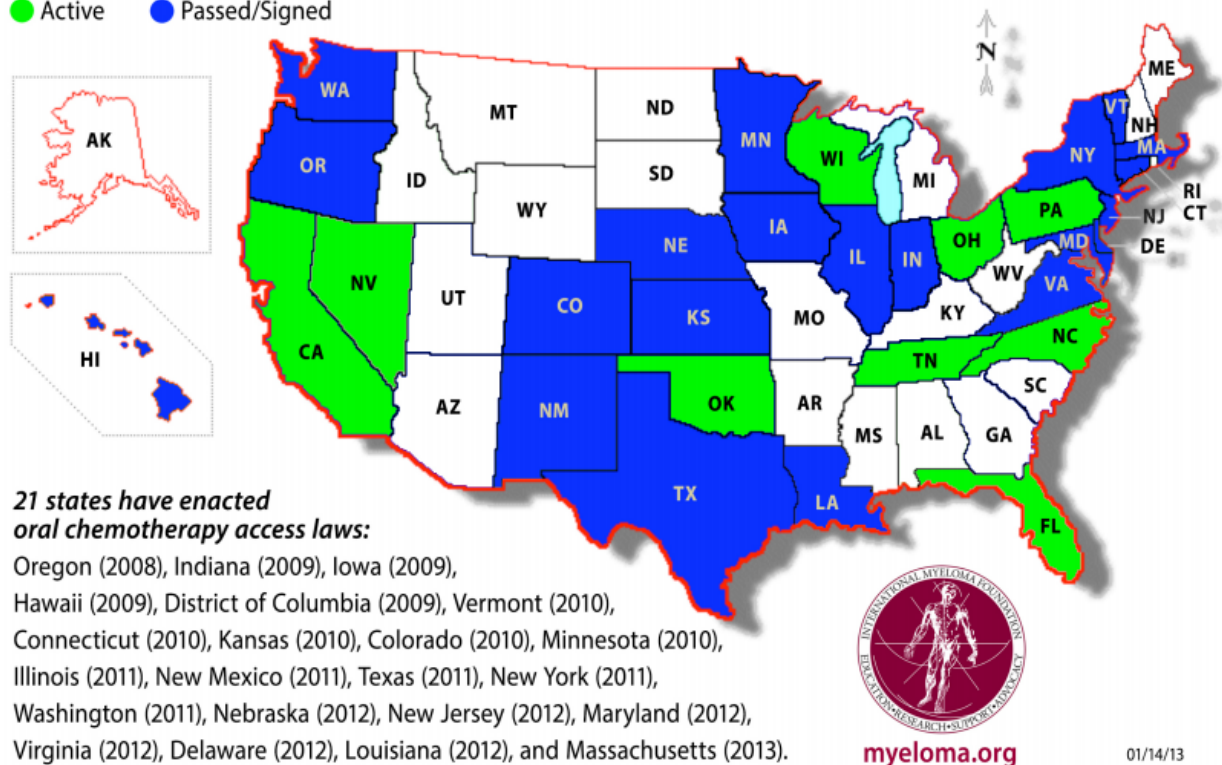 Active Passed/Signed
N
WA
MT
ND
MN
ME
VT
NH
MA
NY
AK
OR
ID
SD
WI
MI
RI
CT
WY
PA
NJ
NE
IA
OH
MD
DE
NV
UT
CO
KS
IL
IN
WV
VA
MO
KY
HI
CA
NC
TN
AZ
NM
OK
AR
SC
MS
AL
GA
TX
LA
FL
21 states have enacted
oral chemotherapy access laws:
Oregon (2008), Indiana (2009), Iowa (2009),
Hawaii (2009), District of Columbia (2009), Vermont (2010),
Connecticut (2010), Kansas (2010), Colorado (2010), Minnesota (2010),
Illinois (2011), New Mexico (2011), Texas (2011), New York (2011),
Washington (2011), Nebraska (2012), New Jersey (2012), Maryland (2012),
Virginia (2012), Delaware (2012), Louisiana (2012), and Massachusetts (2013).
INTERNATIONAL MYELOMA FOUNDATION
EDUCATION•RESEARCH•SUPPORT•ADVOCACY
myeloma.org
01/14/13